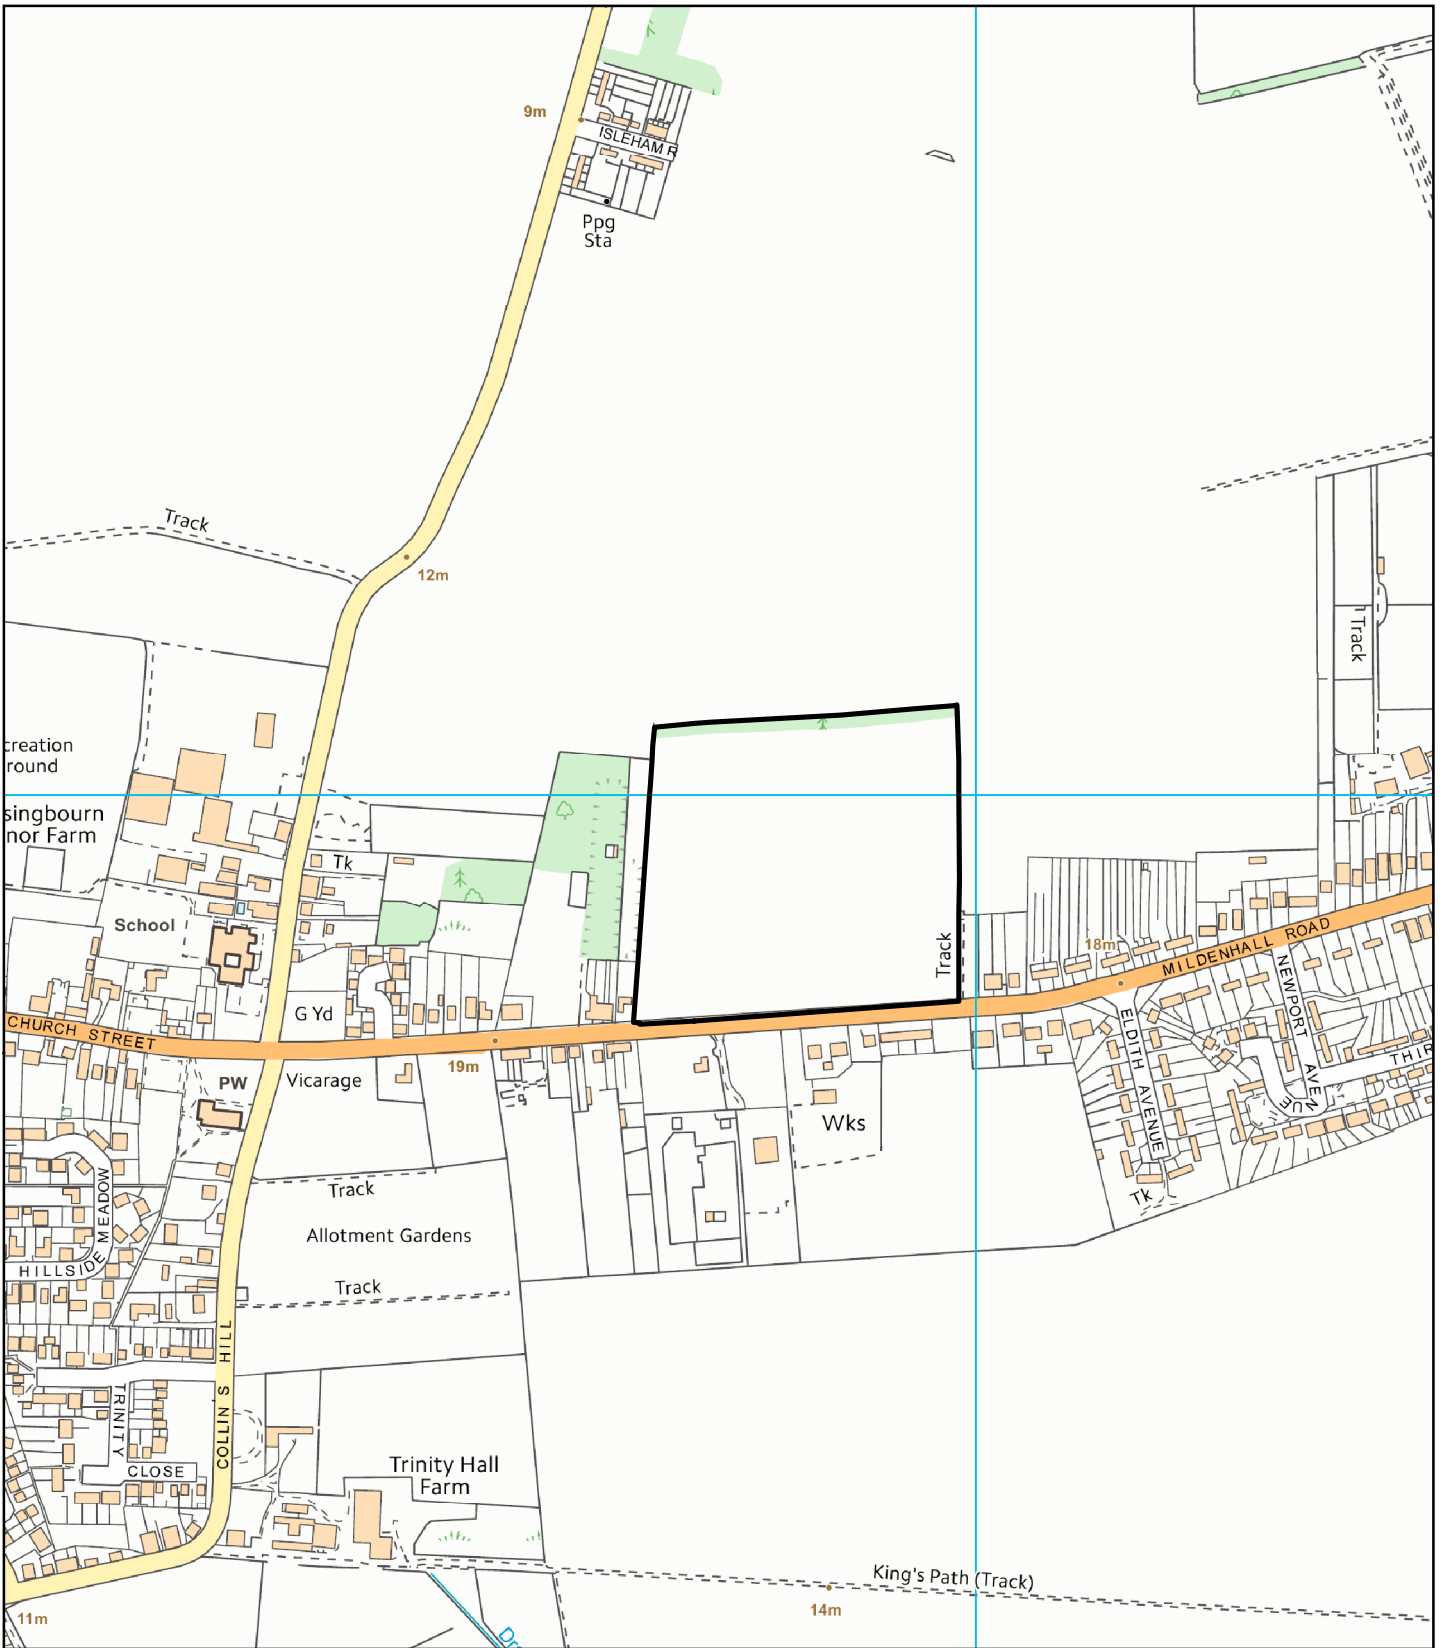 9m
ISLEHAM R
Ppg
Sta
Track
12m
Track
creation
round
singbourn
nor Farm
Tk
School
Track
18m
MILDENHALL ROAD
NEWPORT AVENUE
G Yd
CHURCH STREET
ELDITH AVENUE
THIR
19m
PW
Vicarage
Wks
HILLSIDE MEADOW
Track
Tk
Allotment Gardens
Track
COLLIN S HILL
TRINITY
CLOSE
Trinity Hall
Farm
King's Path (Track)
11m
14m
Dr